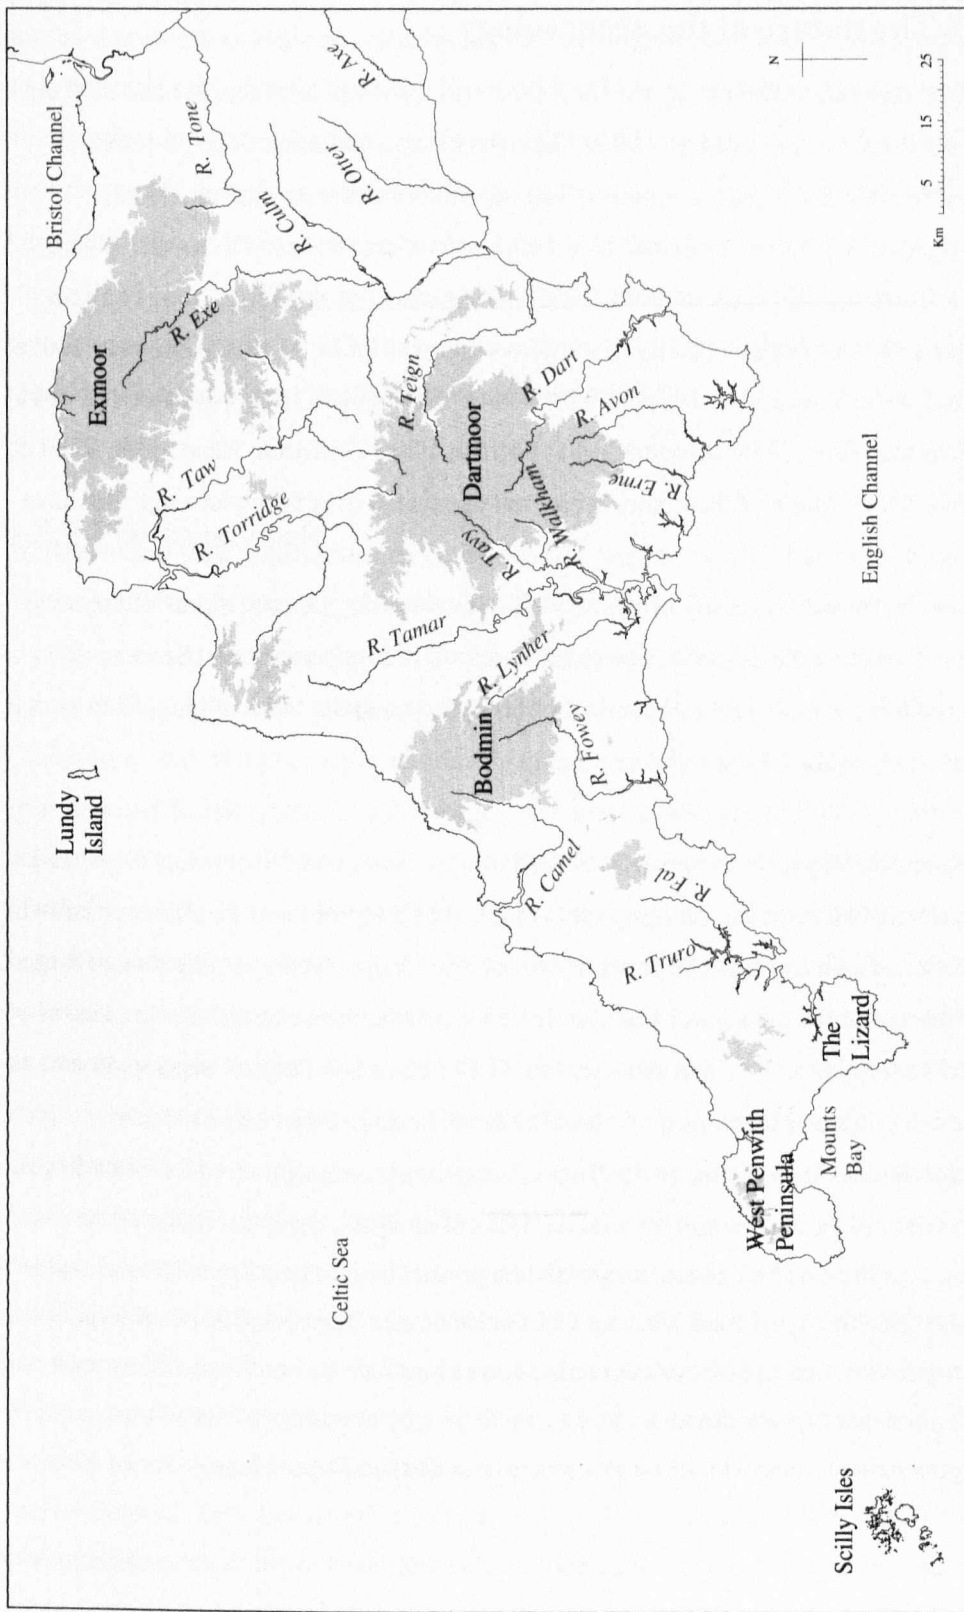 Bristol Channel
Exmoor
R. Exe
R. Tone
R. Axe
R. Culm
R. Otter
Lundy
Island
R. Taw
R. Torridge
R. Teign
Dartmoor
R. Dart
R. Avon
R. Erme
R. Walkham
R. Tavy
R. Tamar
R. Lynher
Bodmin
R. Fowey
R. Camel
R. Fal
R. Truro
Celtic Sea
West Penwith
Peninsula
Mounts
Bay
The
Lizard
English Channel
Scilly Isles
N
Km
5
15
25